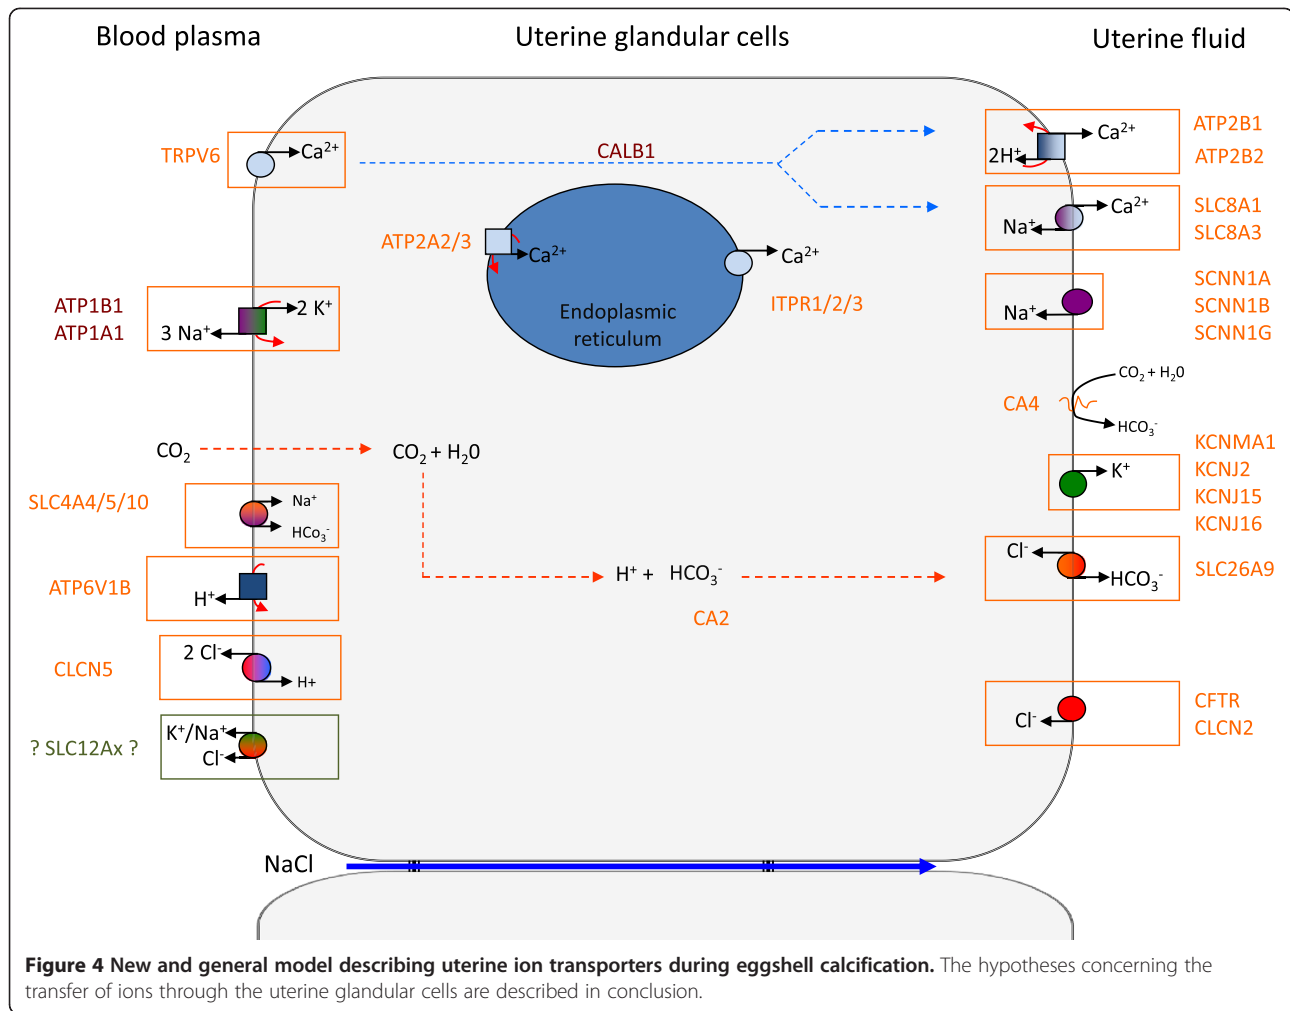 Blood plasma
Uterine glandular cells
Uterine fluid
TRPV6
Ca²⁺
CALB1
2H⁺
Ca²⁺
ATP2B1
ATP2B2
ATP2A2/3
Ca²⁺
Ca²⁺
ITPR1/2/3
Endoplasmic
reticulum
Na⁺
Ca²⁺
SLC8A1
SLC8A3
ATP1B1
ATP1A1
2 K⁺
3 Na⁺
Na⁺
SCNN1A
SCNN1B
SCNN1G
CA4
CO₂ + H₂0
HCO₃⁻
CO₂
CO₂ + H₂0
K⁺
KCNMA1
KCNJ2
KCNJ15
KCNJ16
SLC4A4/5/10
Na⁺
HCo₃⁻
ATP6V1B
H⁺
H⁺ + HCO₃⁻
CA2
Cl⁻
HCO₃⁻
SLC26A9
CLCN5
2 Cl⁻
H+
? SLC12Ax ?
K⁺/Na⁺
Cl⁻
Cl⁻
CFTR
CLCN2
NaCl
Figure 4 New and general model describing uterine ion transporters during eggshell calcification. The hypotheses concerning the
transfer of ions through the uterine glandular cells are described in conclusion.